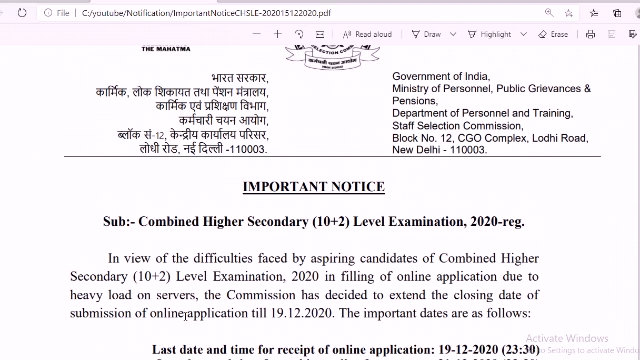 File | C:/youtube/Notification/ImportantNoticeCHSLE-202015122020.pdf
Read aloud Draw Highlight Erase
THE MAHATMA
SELECTION COMM
भारत सरकार,
कार्मिक, लोक शिकायत तथा पेंशन मंत्रालय,
कार्मिक एवं प्रशिक्षण विभाग,
कर्मचारी चयन आयोग,
ब्लॉक सं-12, केन्द्रीय कार्यालय परिसर,
लोधी रोड, नई दिल्ली -110003.
Government of India,
Ministry of Personnel, Public Grievances &
Pensions,
Department of Personnel and Training,
Staff Selection Commission,
Block No. 12, CGO Complex, Lodhi Road,
New Delhi - 110003.
IMPORTANT NOTICE
Sub:- Combined Higher Secondary (10+2) Level Examination, 2020-reg.
In view of the difficulties faced by aspiring candidates of Combined Higher
Secondary (10+2) Level Examination, 2020 in filling of online application due to
heavy load on servers, the Commission has decided to extend the closing date of
submission of online application till 19.12.2020. The important dates are as follows:
Last date and time for receipt of online application: 19-12-2020 (23:30)
Activate Windows
Go to Settings to activate Windows